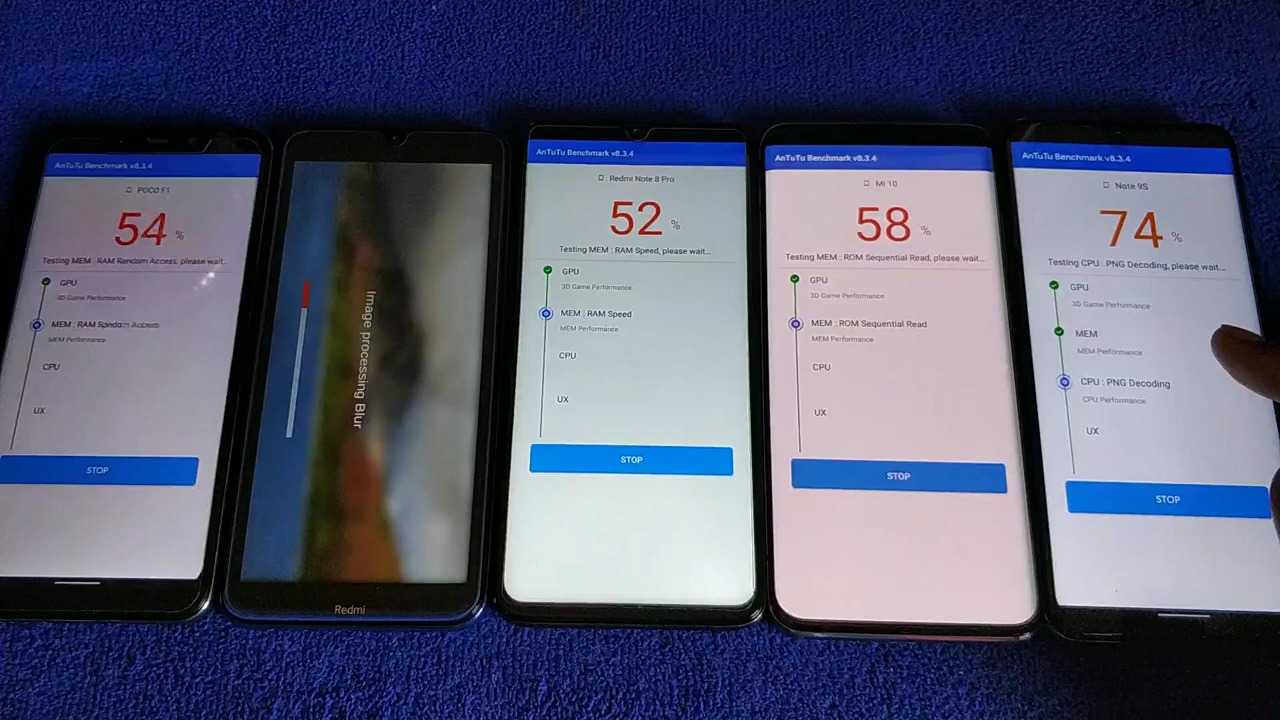 AnTuTu Benchmark v8.3.4
POCO F1
54 %
Testing MEM : RAM Random Access, please wait...
GPU
3D Game Performance
MEM : RAM Random Access
MEM Performance
CPU
UX
STOP
Image processing Blur
Redmi
AnTuTu Benchmark v8.3.4
Redmi Note 8 Pro
52 %
Testing MEM : RAM Speed, please wait...
GPU
3D Game Performance
MEM : RAM Speed
MEM Performance
CPU
UX
STOP
AnTuTu Benchmark v8.3.4
Mi 10
58 %
Testing MEM : ROM Sequential Read, please wait...
GPU
3D Game Performance
MEM : ROM Sequential Read
MEM Performance
CPU
UX
STOP
AnTuTu Benchmark v8.3.4
Note 9S
74 %
Testing CPU : PNG Decoding, please wait...
GPU
3D Game Performance
MEM
MEM Performance
CPU : PNG Decoding
CPU Performance
UX
STOP